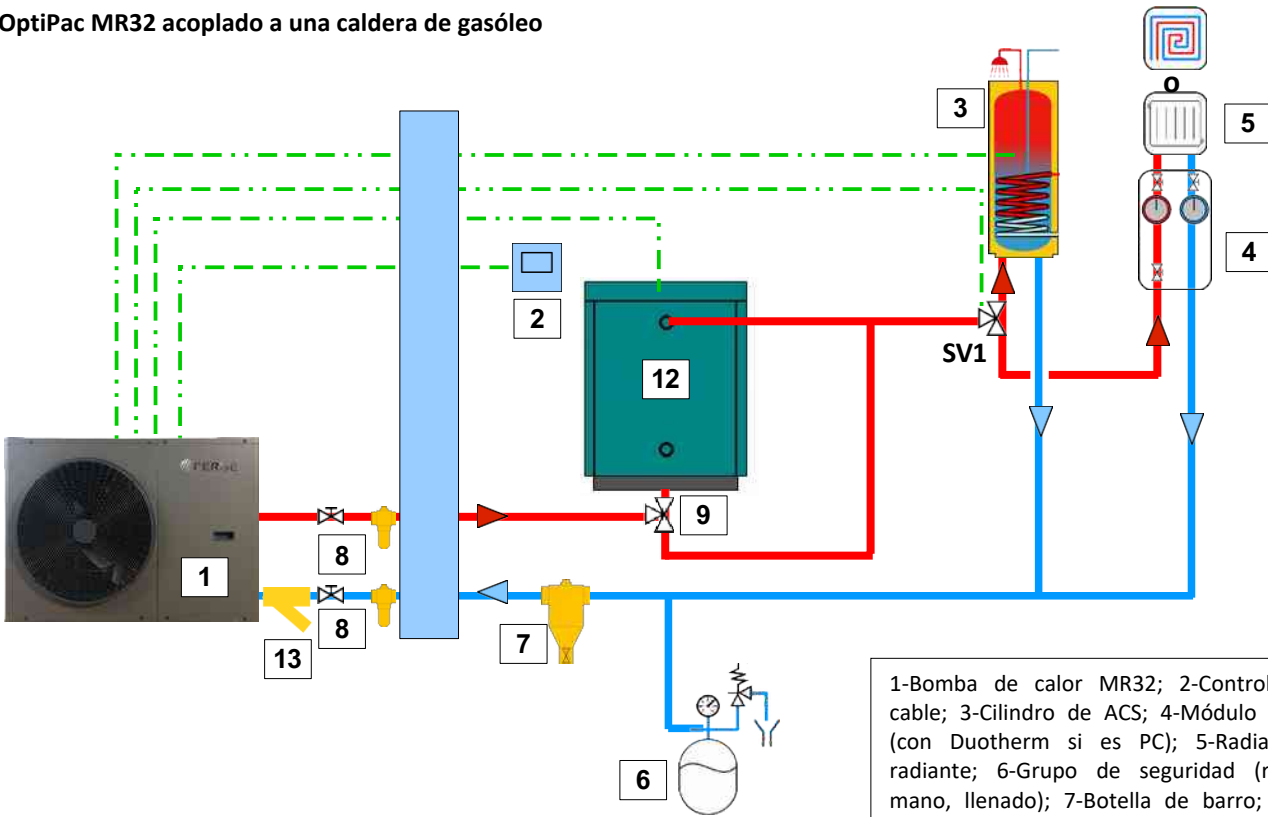 OptiPac MR32 acoplado a una caldera de gasóleo
o
3
5
4
2
SV1
12
9
8
1
8
13
7
6
1-Bomba de calor MR32; 2-Control
cable; 3-Cilindro de ACS; 4-Módulo
(con Duotherm si es PC); 5-Radia
radiante; 6-Grupo de seguridad (
mano, llenado); 7-Botella de barro;